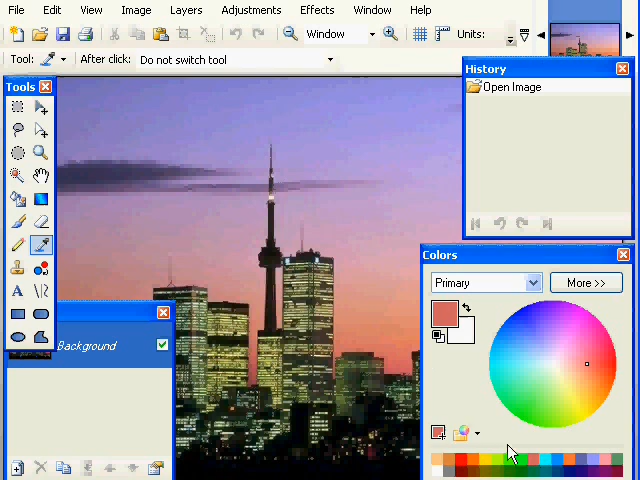 File Edit View Image Layers Adjustments Effects Window Help
Window Units:
Tool: After click: Do not switch tool
Tools
History
Open Image
Colors
Primary More >>
Background